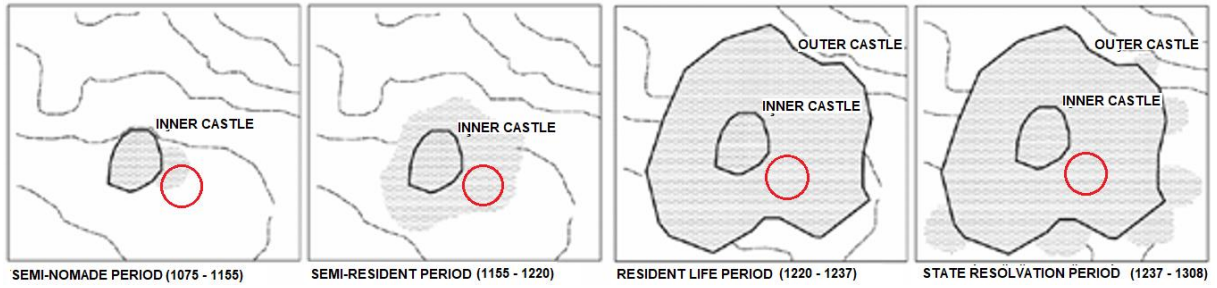 INNER CASTLE
SEMI-NOMADE PERIOD (1075 - 1155)
INNER CASTLE
SEMI-RESIDENT PERIOD (1155 - 1220)
OUTER CASTLE
INNER CASTLE
RESIDENT LIFE PERIOD (1220 - 1237)
OUTER CASTLE
INNER CASTLE
STATE RESOLVATION PERIOD (1237 - 1308)